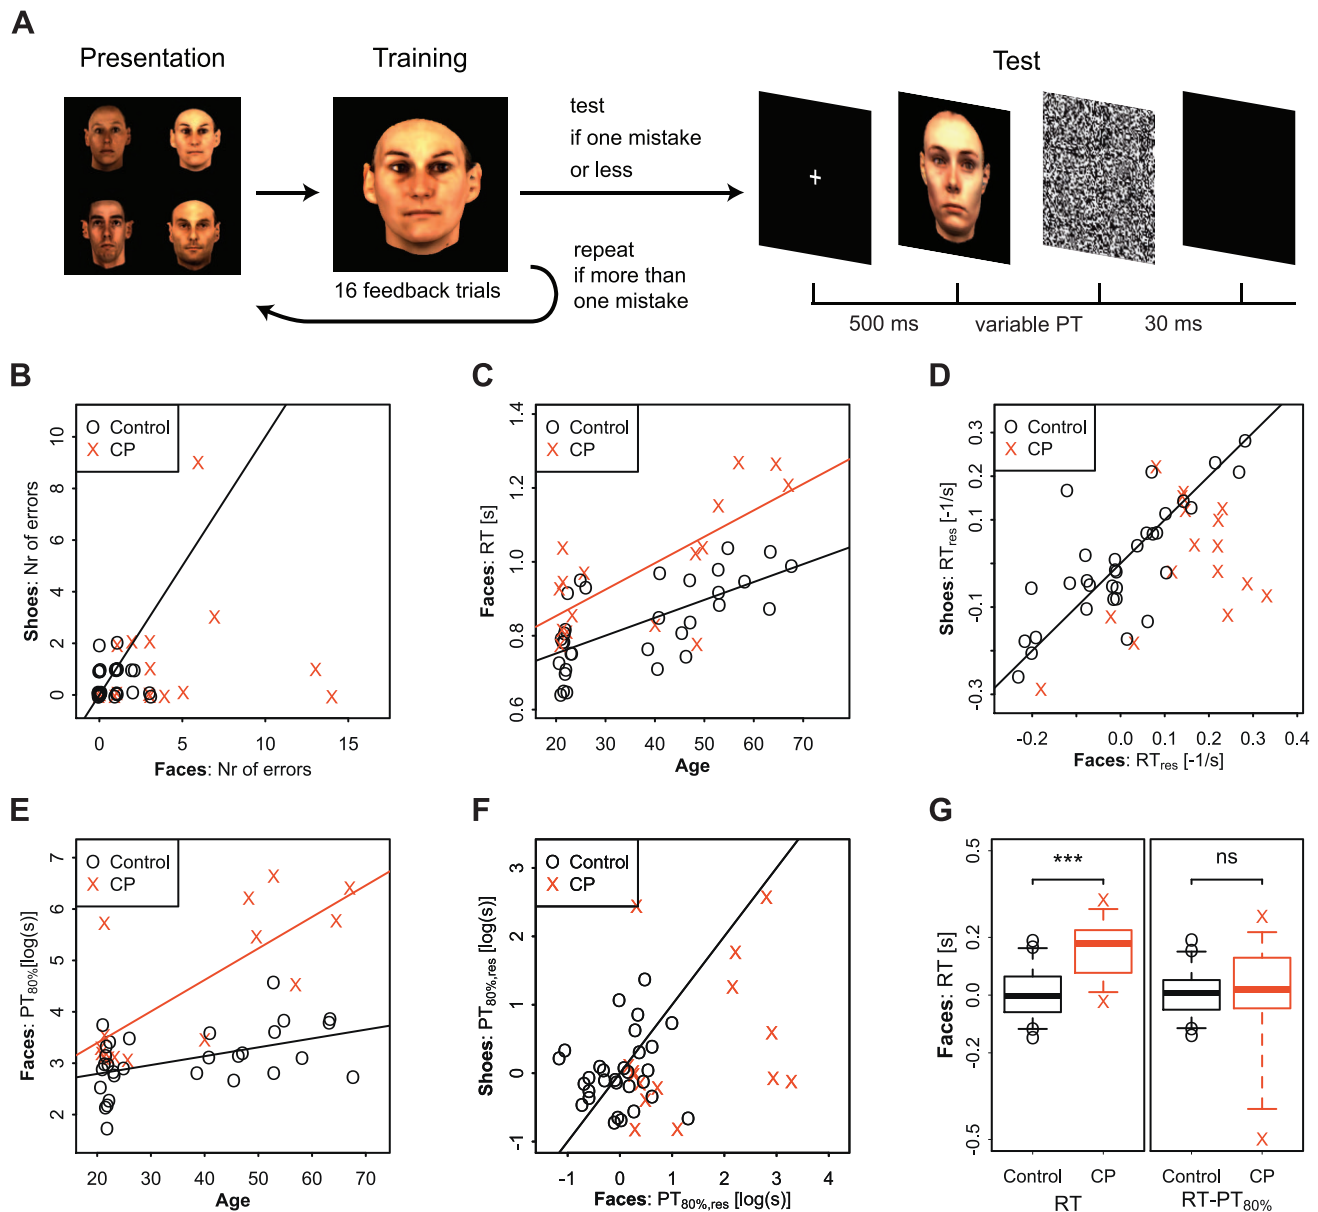 A
Presentation
Training
Test
test
if one mistake
or less
repeat
if more than
one mistake
16 feedback trials
500 ms
variable PT
30 ms
B
Control
CP
Shoes: Nr of errors
0 2 4 6 8 10
0 5 10 15
Faces: Nr of errors
C
Control
CP
Faces: RT [s]
0.6 0.8 1.0 1.2 1.4
20 30 40 50 60 70
Age
D
Control
CP
Shoes: RTres [-1/s]
-0.3 -0.1 0.1 0.2 0.3
-0.2 0.0 0.1 0.2 0.3 0.4
Faces: RTres [-1/s]
E
Control
CP
Faces: PT80%[log(s)]
2 3 4 5 6 7
20 30 40 50 60 70
Age
F
Control
CP
Shoes: PT80%,res [log(s)]
-1 0 1 2 3
-1 0 1 2 3 4
Faces: PT80%,res [log(s)]
G
Faces: RT [s]
-0.5 -0.2 0.0 0.2 0.5
***
ns
Control CP Control CP
RT
RT-PT80%